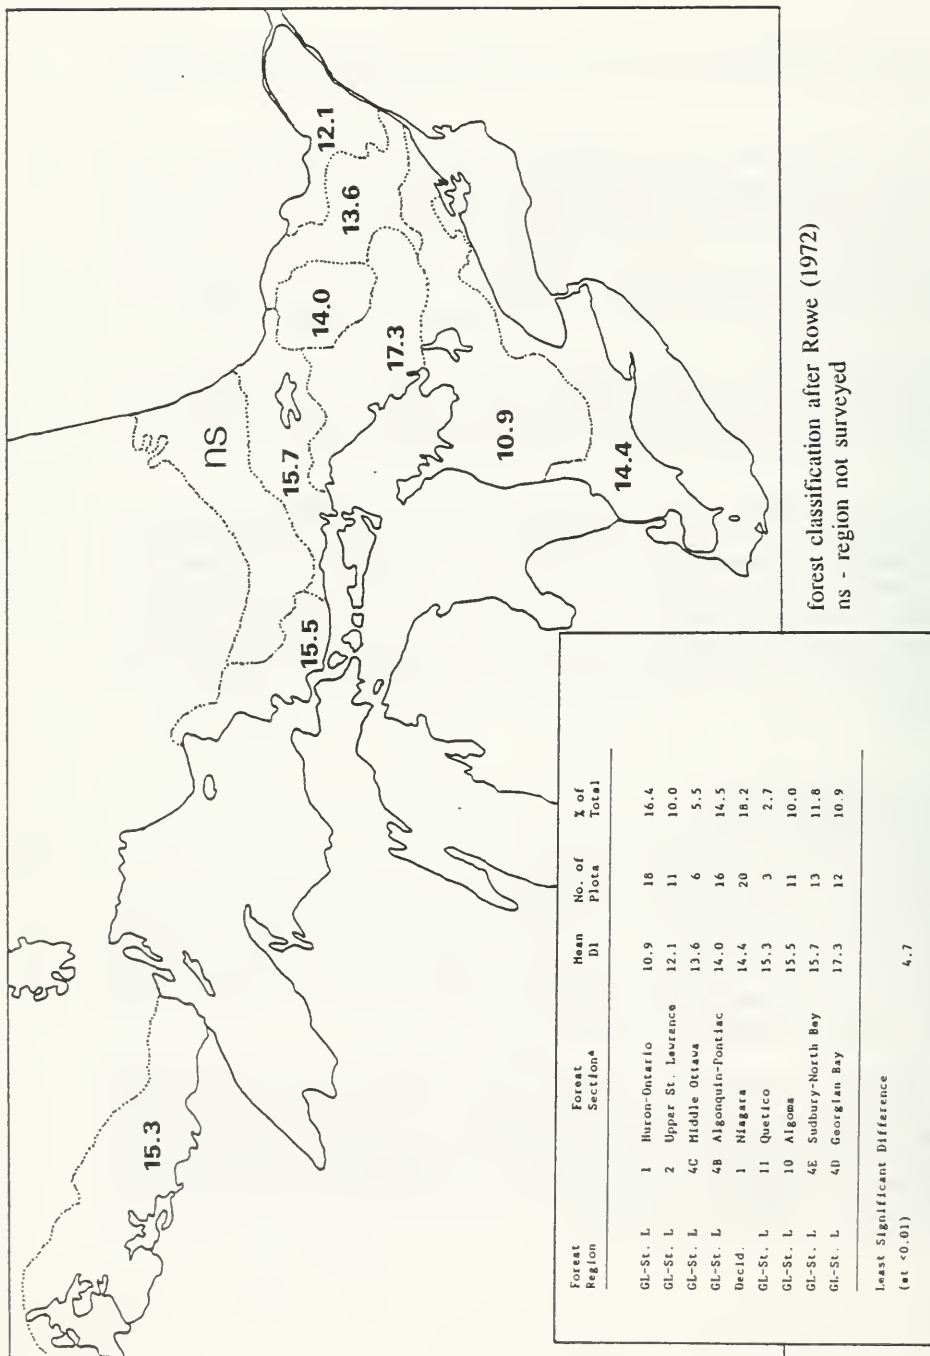 15.3
15.5
15.7
ns
14.0
13.6
12.1
17.3
10.9
14.4
forest classification after Rowe (1972)
ns - region not surveyed
Forest Region Forest Section* Mean DI No. of Plots % of Total
GL-St. L 1 Huron-Ontario 10.9 18 16.4
GL-St. L 2 Upper St. Lawrence 12.1 11 10.0
GL-St. L 4C Middle Ottawa 13.6 6 5.5
GL-St. L 4B Algonquin-Pontiac 14.0 16 14.5
Decid. 1 Niagara 14.4 20 18.2
GL-St. L 11 Quetico 15.3 3 2.7
GL-St. L 10 Algoma 15.5 11 10.0
GL-St. L 4E Sudbury-North Bay 15.7 13 11.8
GL-St. L 4D Georgian Bay 17.3 12 10.9
Least Significant Difference
(at <0.01) 4.7